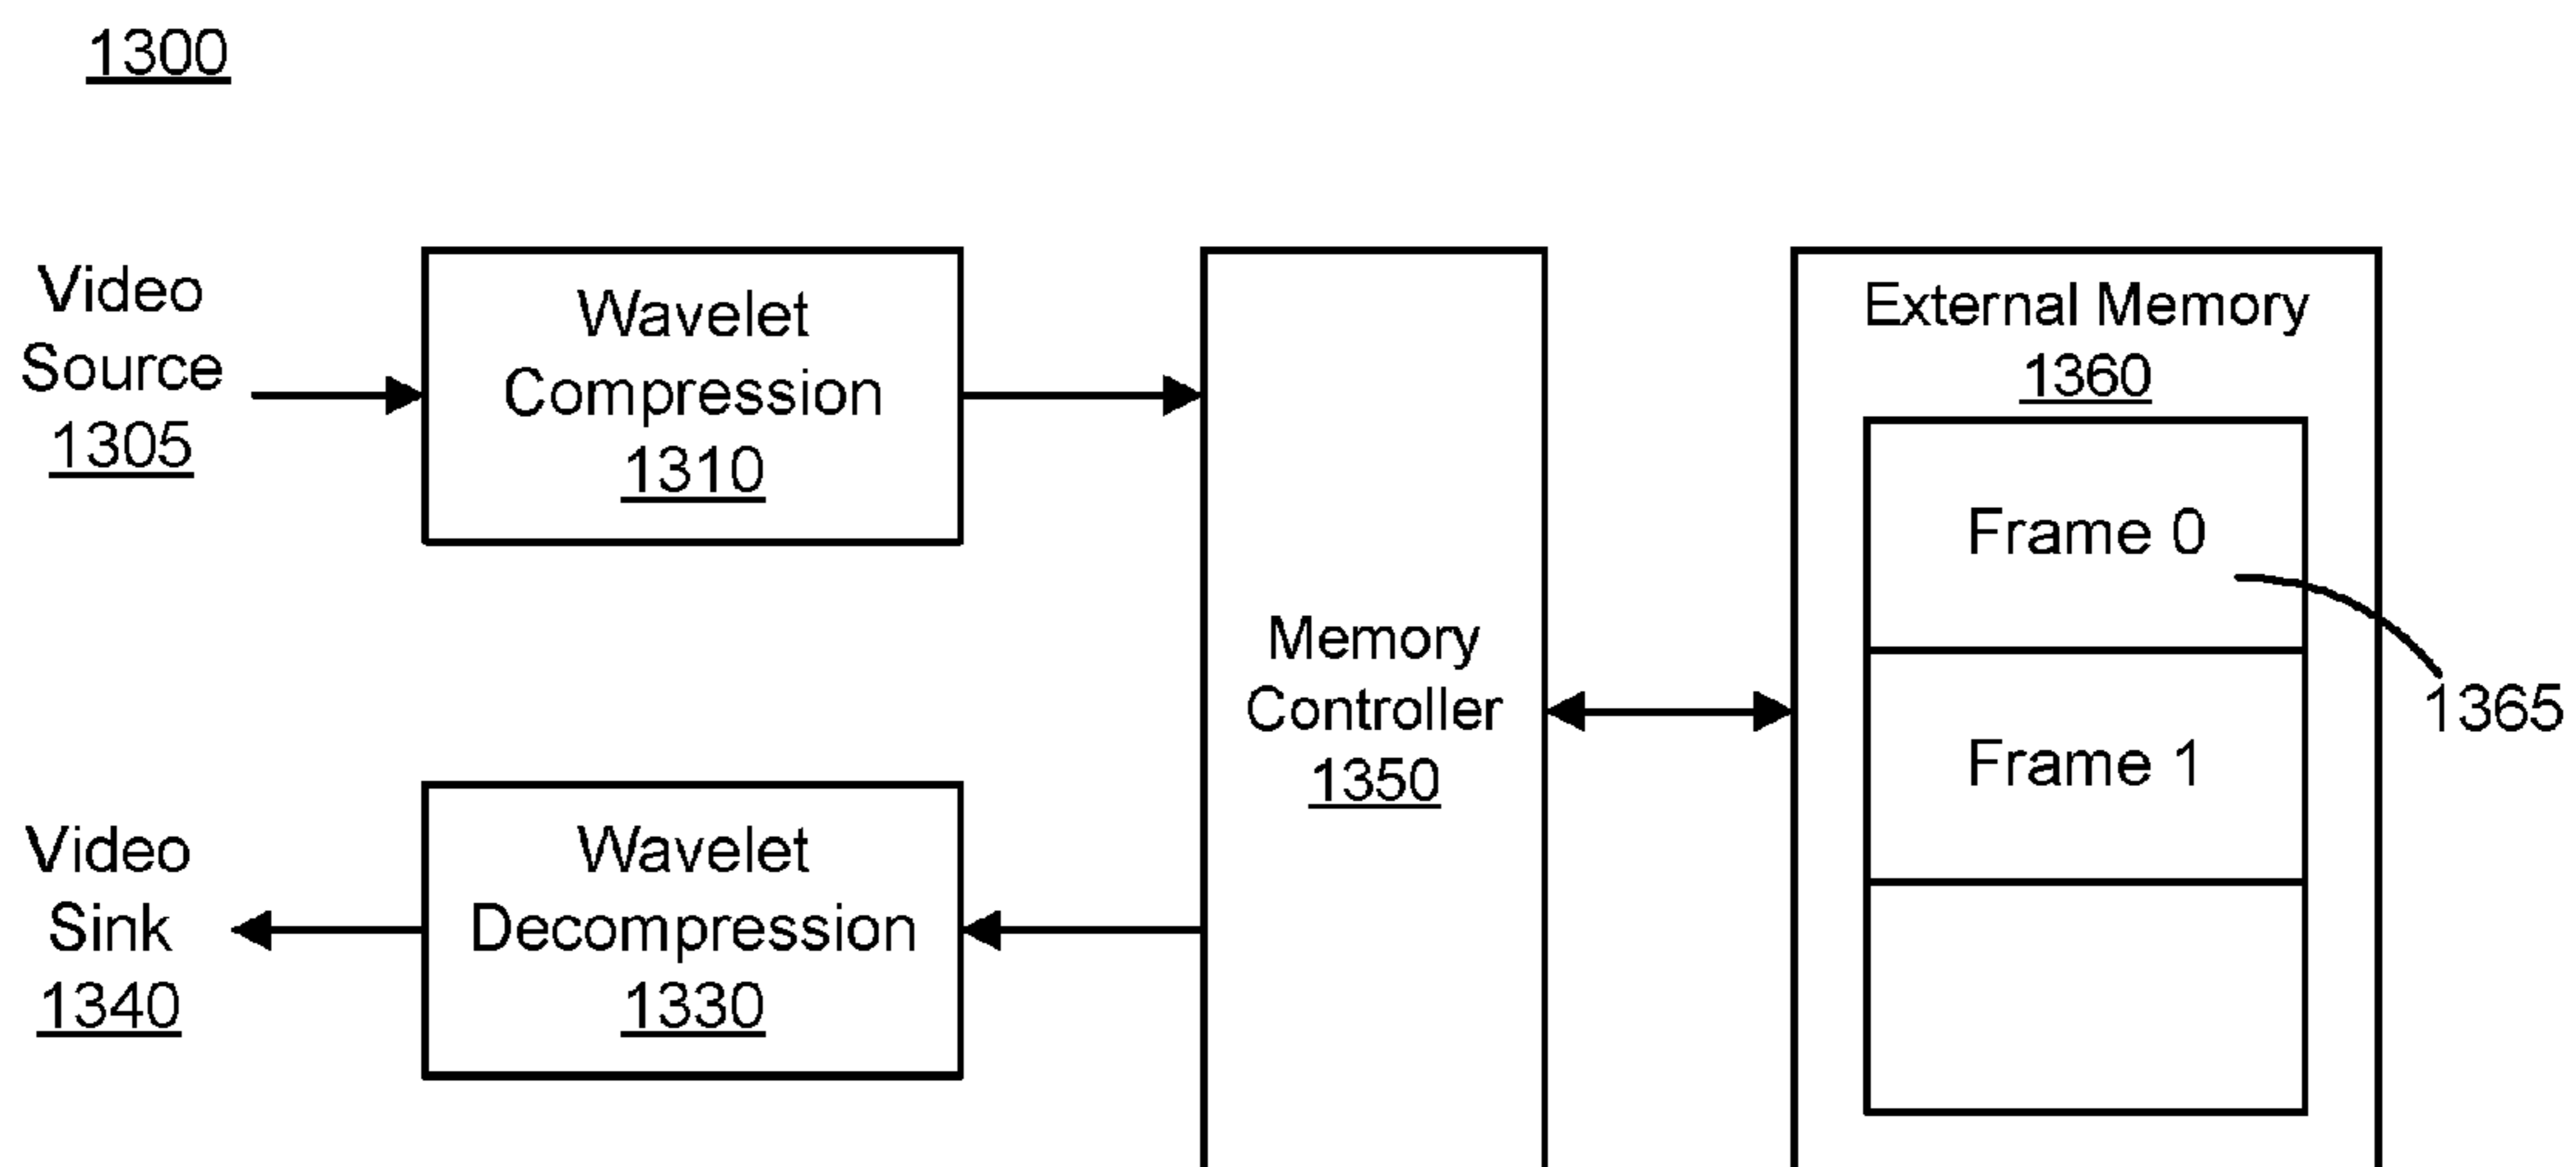 1300
Video
Source
1305
Wavelet
Compression
1310
Video
Sink
1340
Wavelet
Decompression
1330
Memory
Controller
1350
External Memory
1360
Frame 0
Frame 1
1365